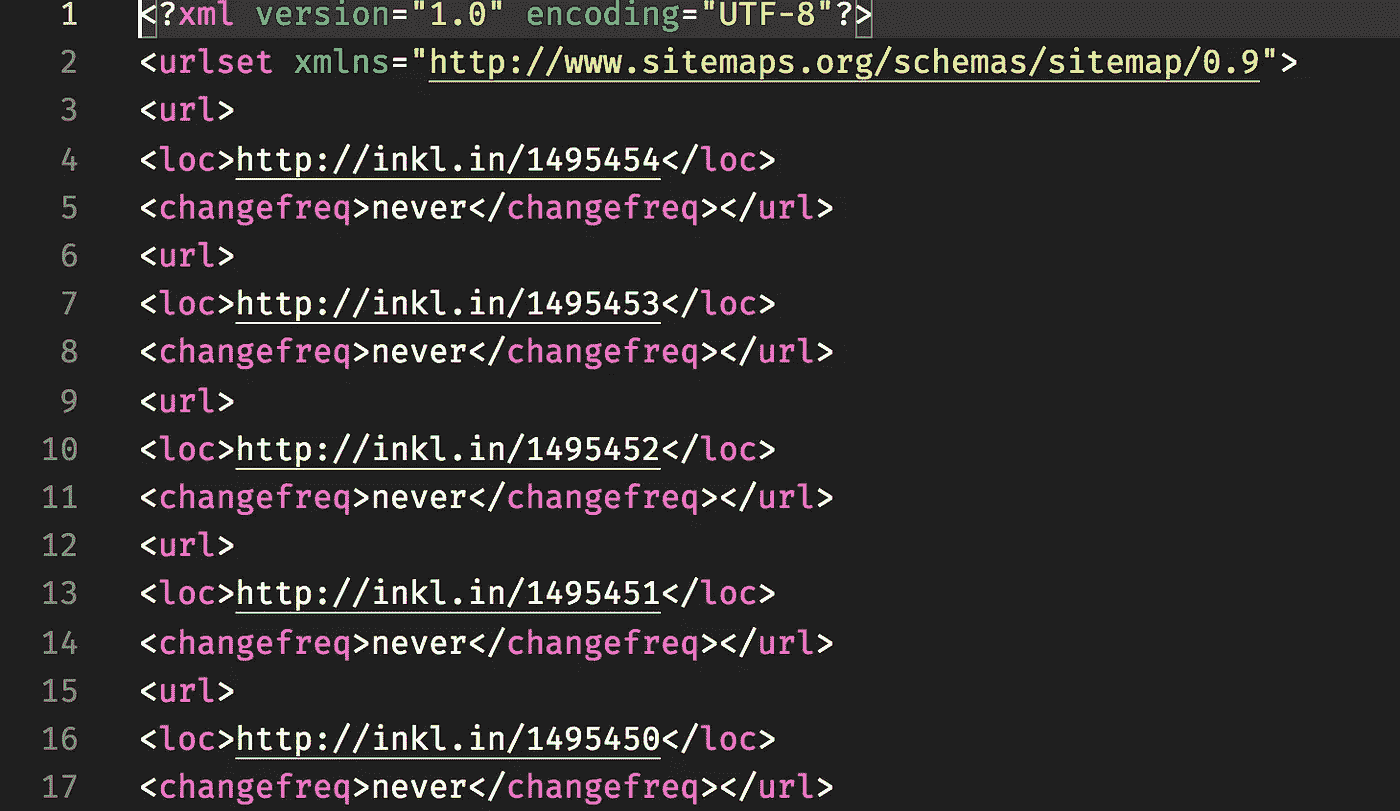 1 <?xml version="1.0" encoding="UTF-8"?>
2 <urlset xmlns="http://www.sitemaps.org/schemas/sitemap/0.9">
3 <url>
4 <loc>http://inkl.in/1495454</loc>
5 <changefreq>never</changefreq></url>
6 <url>
7 <loc>http://inkl.in/1495453</loc>
8 <changefreq>never</changefreq></url>
9 <url>
10 <loc>http://inkl.in/1495452</loc>
11 <changefreq>never</changefreq></url>
12 <url>
13 <loc>http://inkl.in/1495451</loc>
14 <changefreq>never</changefreq></url>
15 <url>
16 <loc>http://inkl.in/1495450</loc>
17 <changefreq>never</changefreq></url>